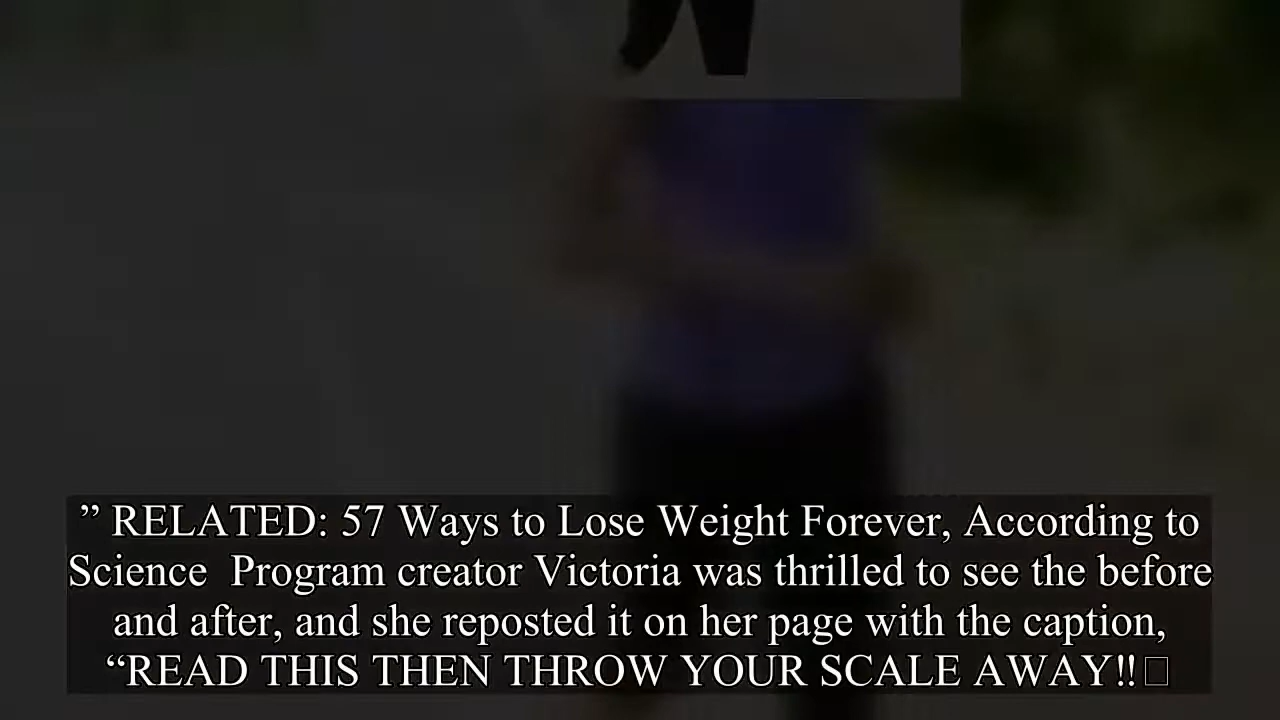 ” RELATED: 57 Ways to Lose Weight Forever, According to
Science  Program creator Victoria was thrilled to see the before
and after, and she reposted it on her page with the caption,
“READ THIS THEN THROW YOUR SCALE AWAY!!□